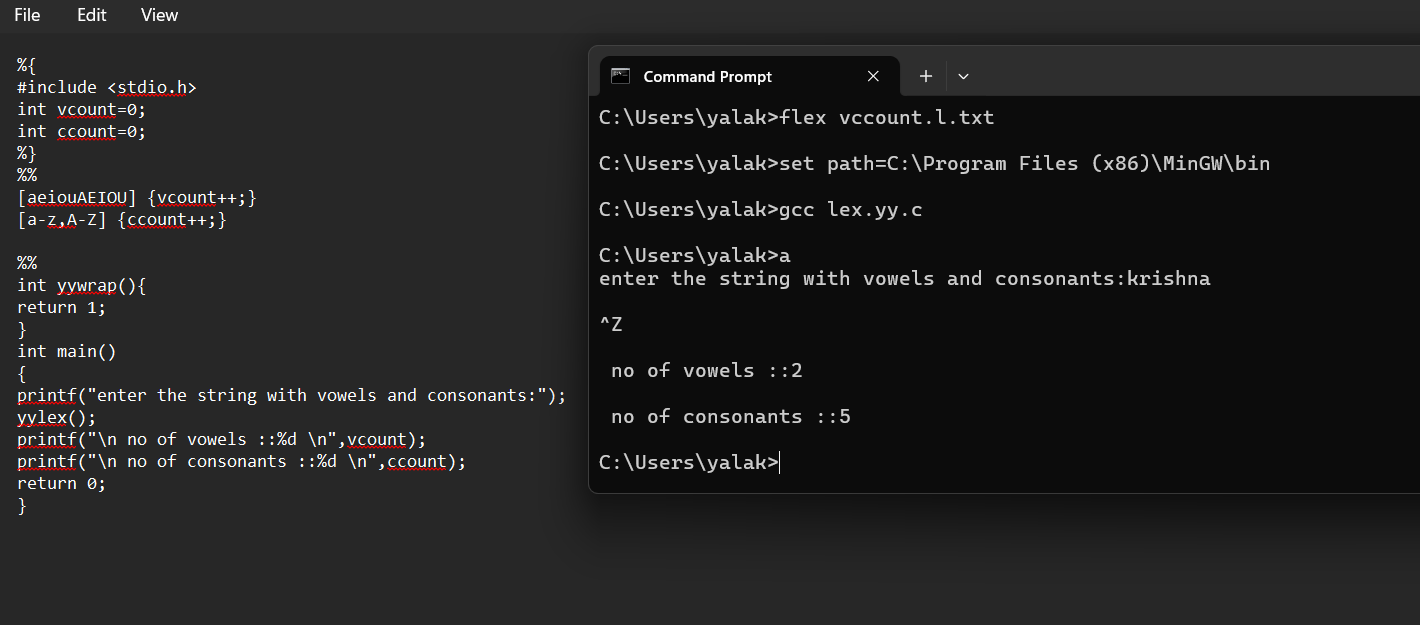 File Edit View
%{
#include <stdio.h>
int vcount=0;
int ccount=0;
%}
%%
[aeiouAEIOU] {vcount++;}
[a-z,A-Z] {ccount++;}
%%
int yywrap(){
return 1;
}
int main()
{
printf("enter the string with vowels and consonants:");
yylex();
printf("\n no of vowels ::%d \n",vcount);
printf("\n no of consonants ::%d \n",ccount);
return 0;
}
Command Prompt
C:\Users\yalak>flex vccount.l.txt
C:\Users\yalak>set path=C:\Program Files (x86)\MinGW\bin
C:\Users\yalak>gcc lex.yy.c
C:\Users\yalak>a
enter the string with vowels and consonants:krishna
^Z
no of vowels ::2
no of consonants ::5
C:\Users\yalak>